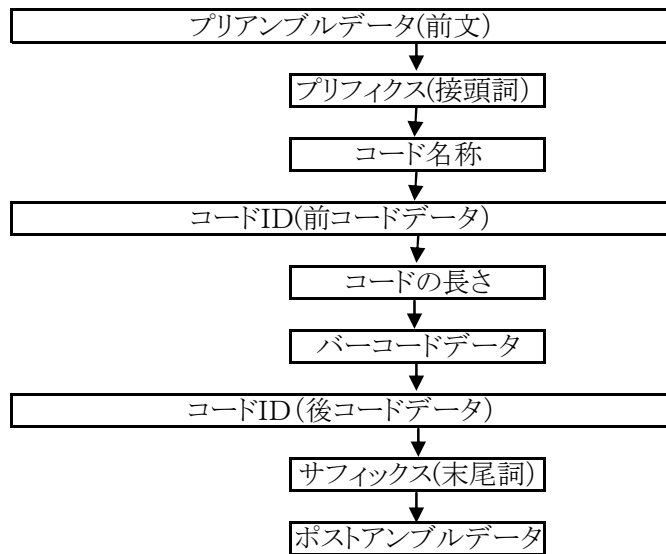 プリアンブルデータ(前文)
プリフィクス(接頭詞)
コード名称
コードID(前コードデータ)
コードの長さ
バーコードデータ
コードID(後コードデータ)
サフィックス(末尾詞)
ポストアンブルデータ